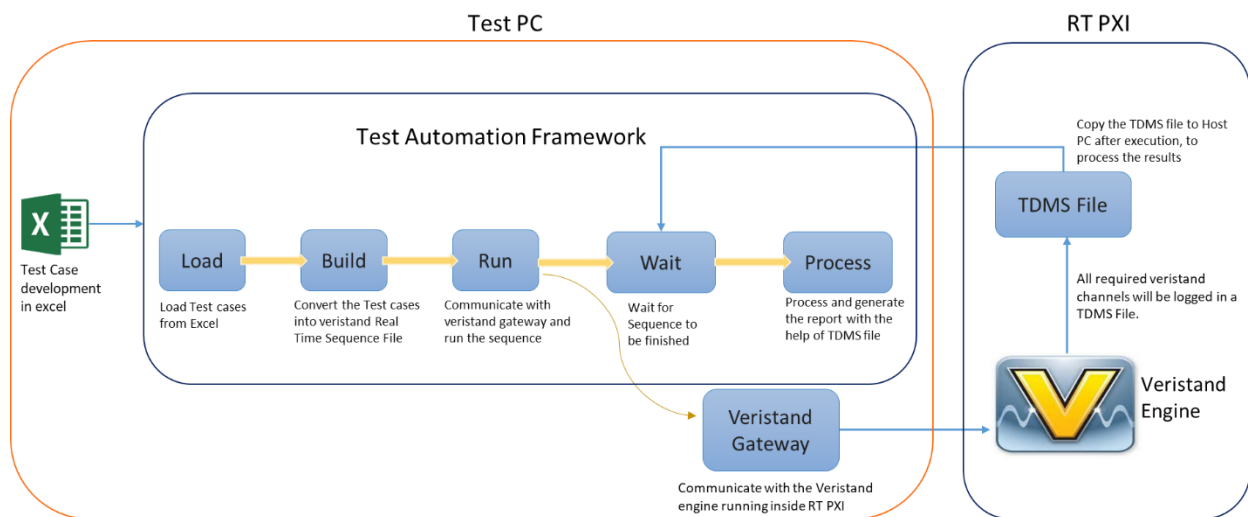 Test PC
RT PXI
Test Automation Framework
Copy the TDMS file to Host
PC after execution, to
process the results
X
TDMS File
Load
Build
Run
Wait
Process
Test Case
development
in excel
Load Test cases
from Excel
Convert the Test cases
into veristand Real
Time Sequence File
Communicate with
veristand gateway and
run the sequence
Wait for
Sequence to
be finished
Process and generate
the report with the
help of TDMS file
All required veristand
channels will be logged in a
TDMS File.
Veristand
Gateway
V
Veristand
Engine
Communicate with the Veristand
engine running inside RT PXI